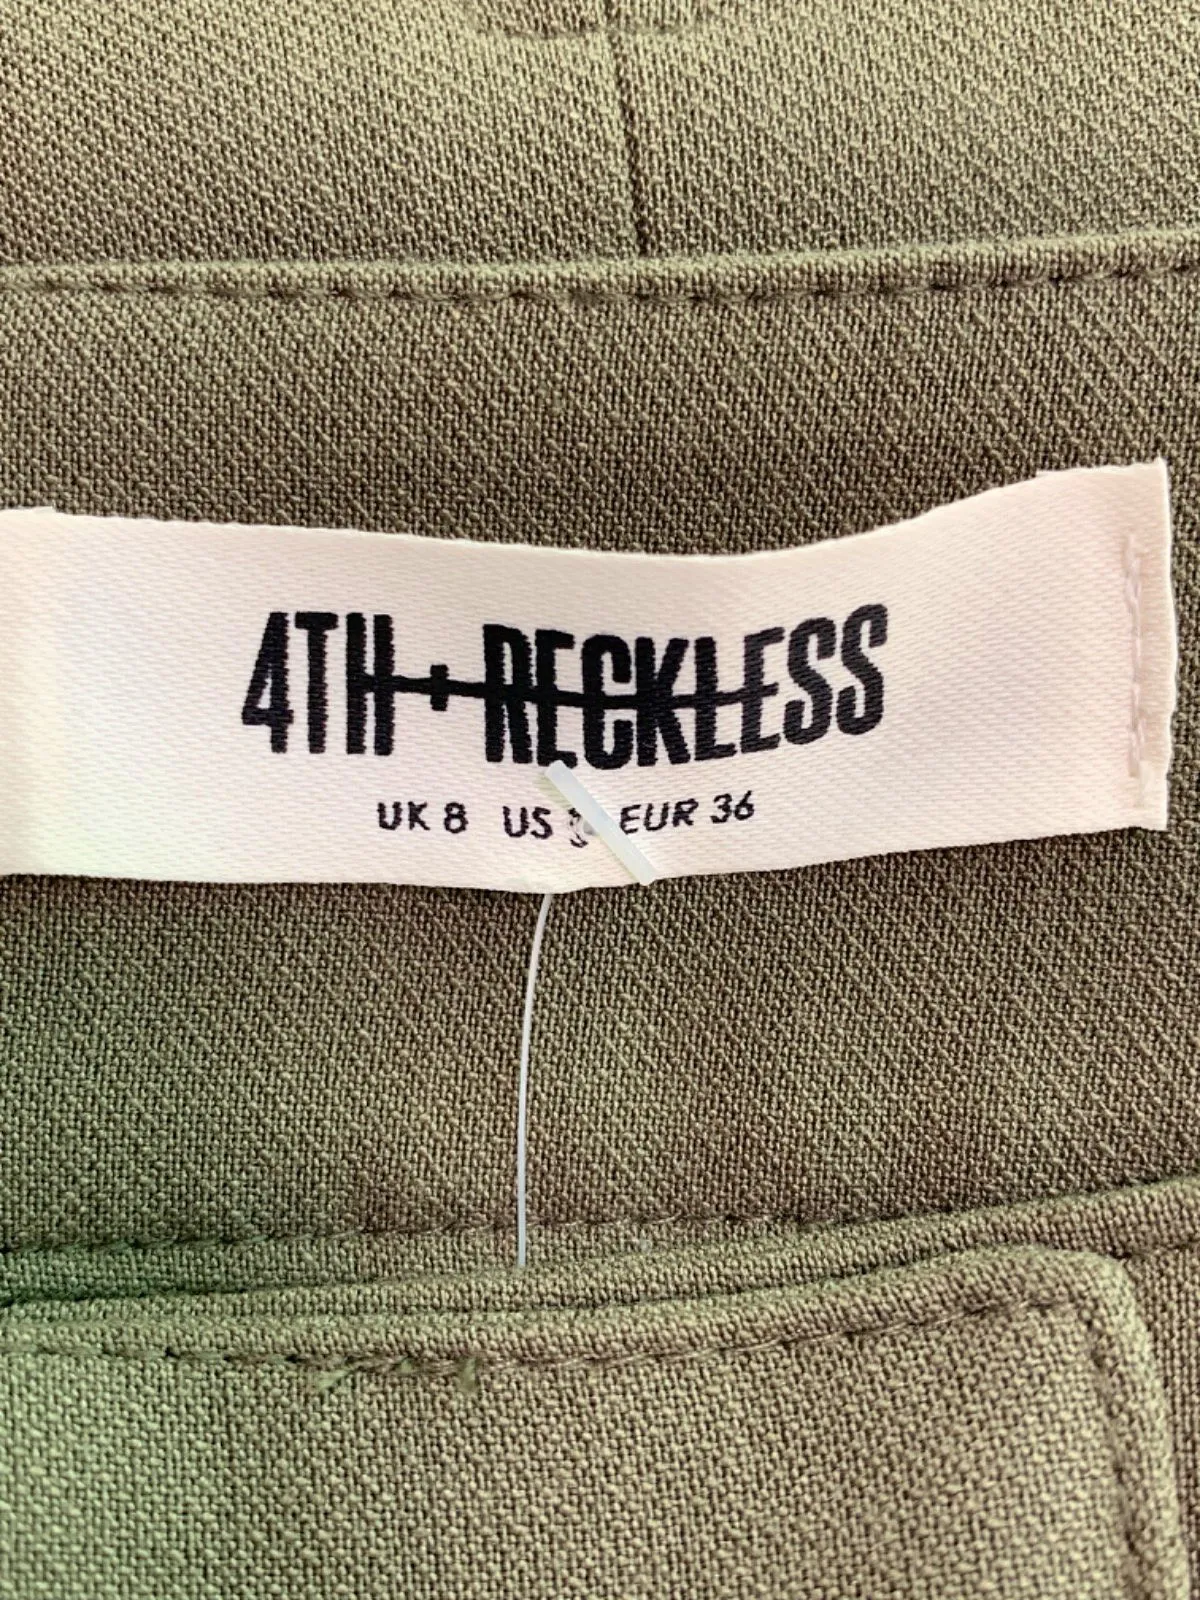 4TH + RECKLESS
UK 8 US EUR 36